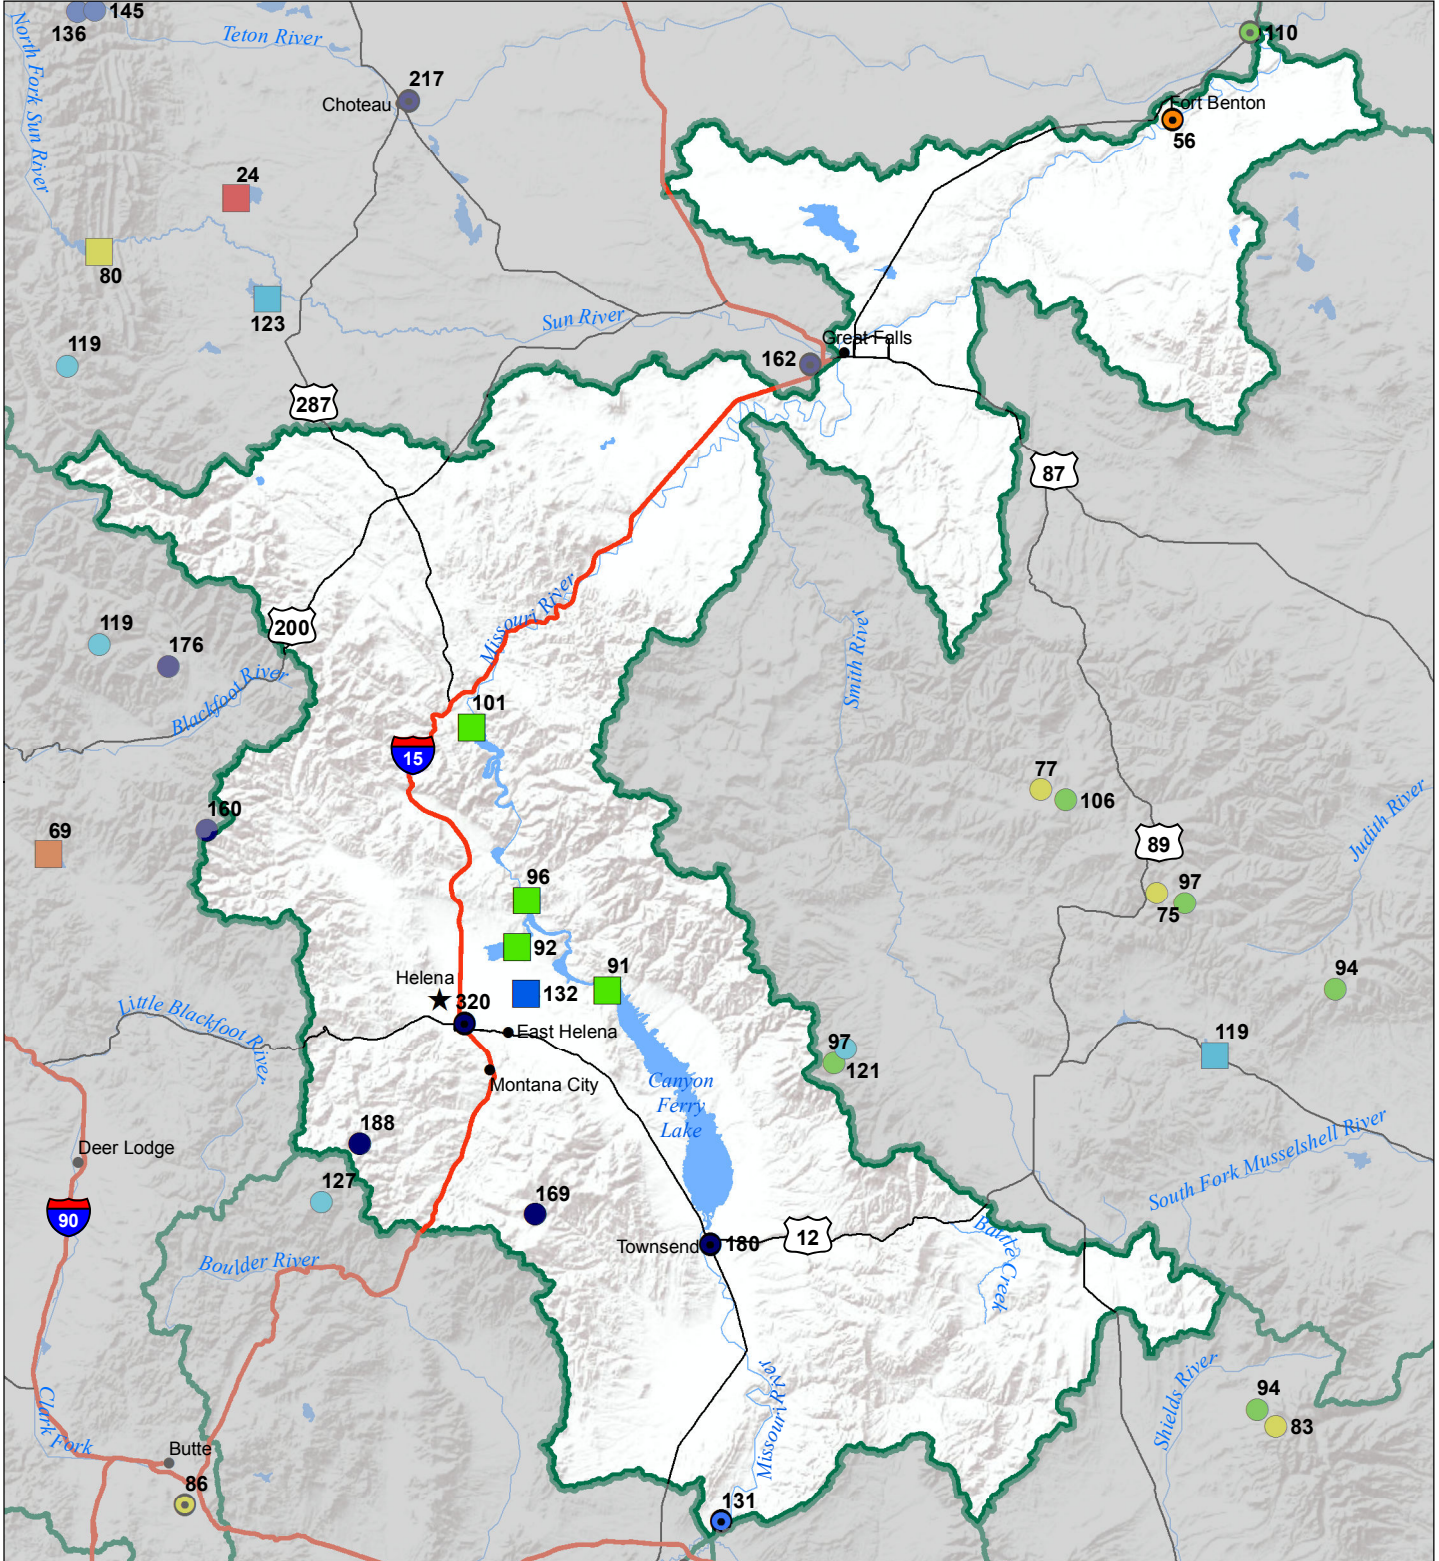 145
136
North Fork Sun River
Teton River
217
Choteau
110
Fort Benton
56
24
80
123
Sun River
119
162
Great Falls
287
87
200
Missouri River
119
176
Blackfoot River
Smith River
101
15
77
106
160
69
89
Judith River
96
97
75
92
91
94
Helena
132
320
Little Blackfoot River
East Helena
119
97
121
Montana City
Canyon
Ferry
Lake
188
Deer Lodge
South Fork Musselshell River
127
169
90
12
Townsend
180
Battle Creek
Boulder River
Missouri River
Shields River
94
83
Clark Fork
Butte
86
131